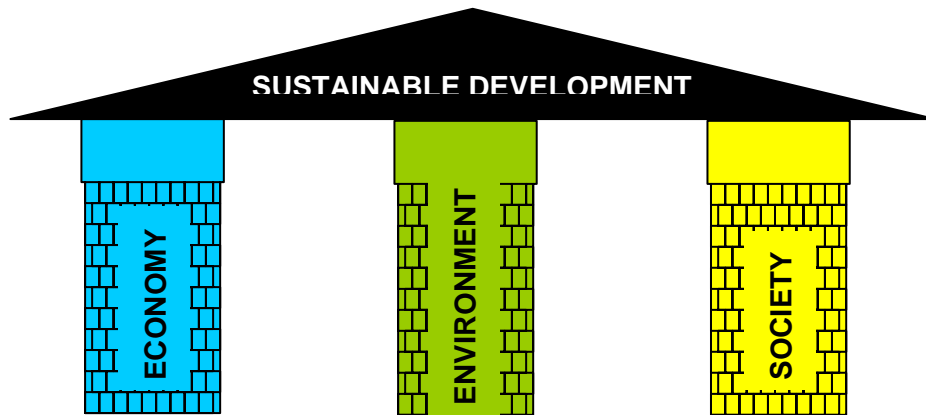 SUSTAINABLE DEVELOPMENT
ECONOMY
ENVIRONMENT
SOCIETY